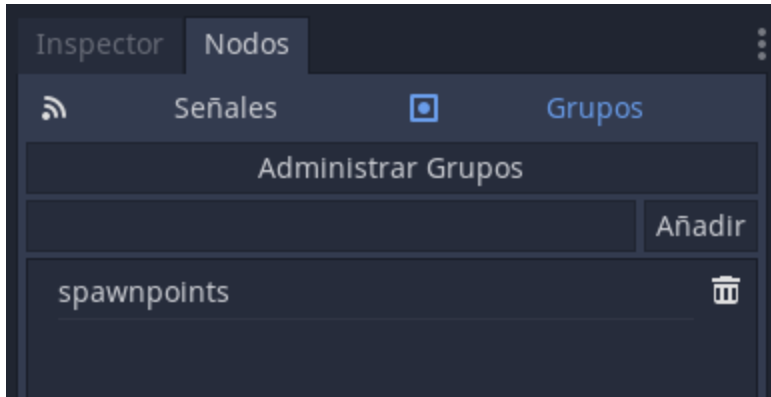 Inspector Nodos
Señales Grupos
Administrar Grupos
Añadir
spawnpoints